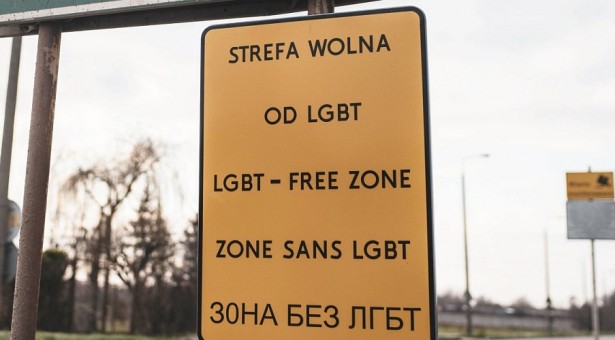 STREFA WOLNA
OD LGBT
LGBT – FREE ZONE
ZONE SANS LGBT
ЗОНА БЕЗ ЛГБТ